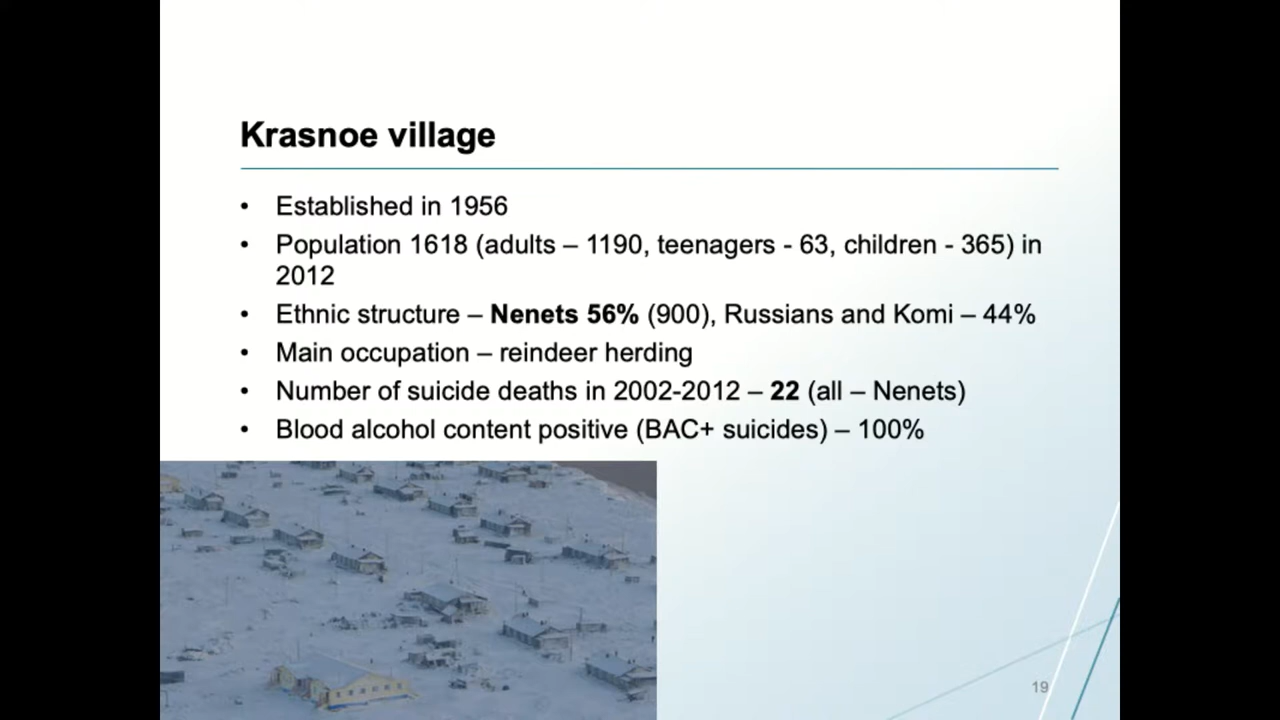 Krasnoe village
• Established in 1956
• Population 1618 (adults – 1190, teenagers - 63, children - 365) in
2012
• Ethnic structure – Nenets 56% (900), Russians and Komi – 44%
• Main occupation – reindeer herding
• Number of suicide deaths in 2002-2012 – 22 (all – Nenets)
• Blood alcohol content positive (BAC+ suicides) – 100%
19